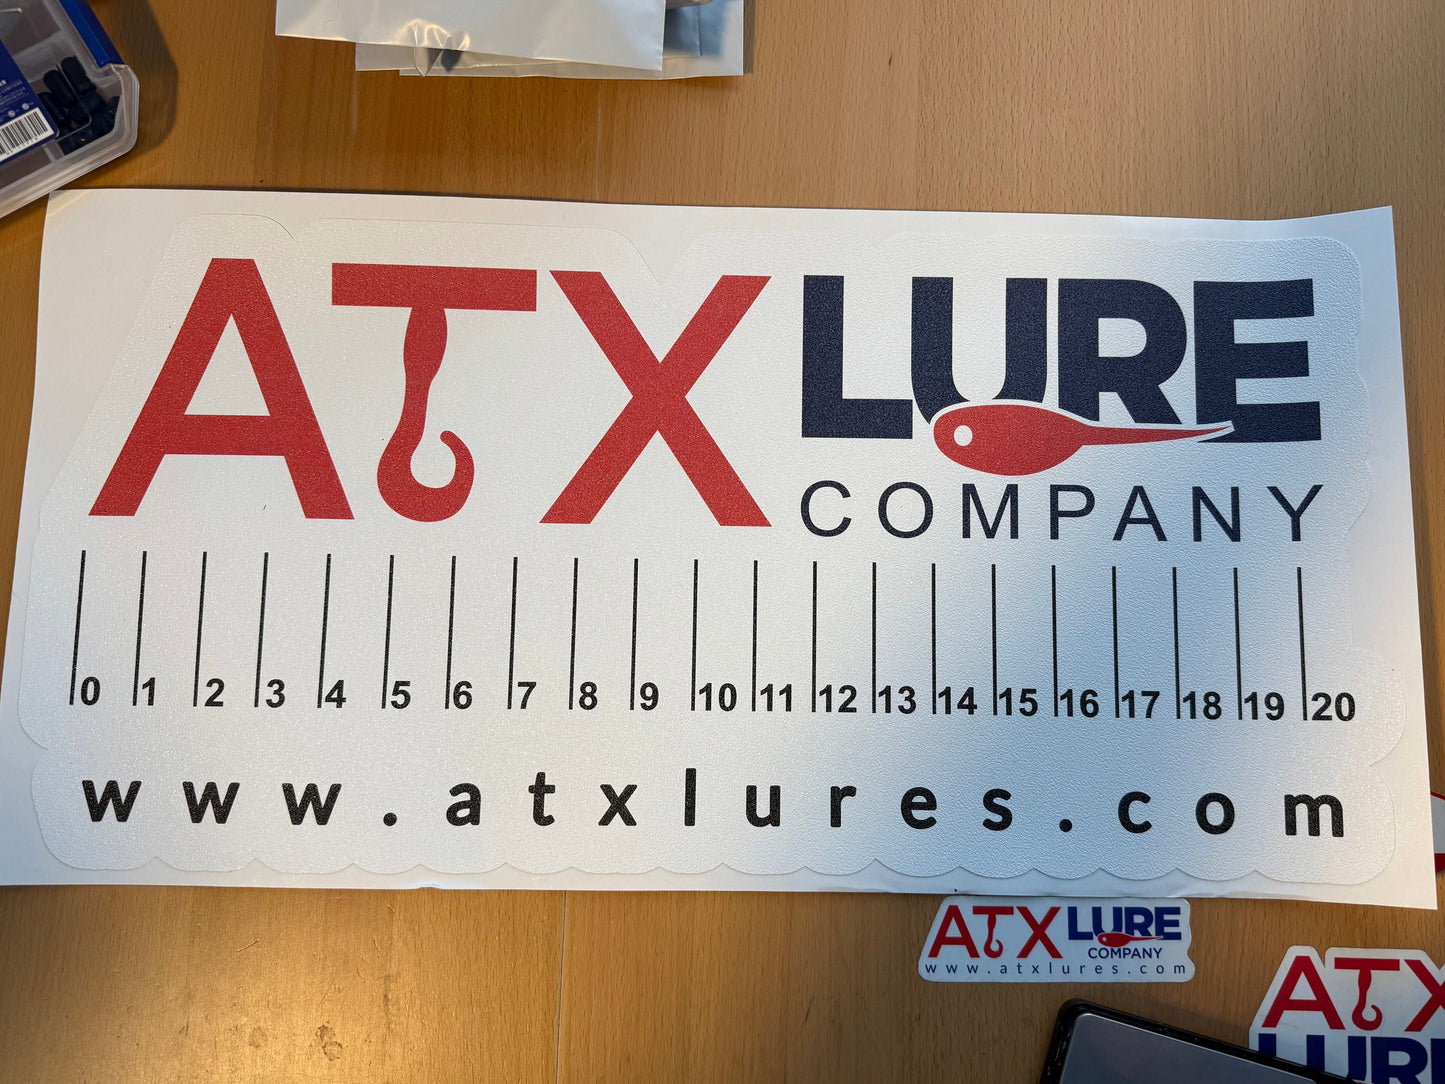 ATX LURE
COMPANY
0 1 2 3 4 5 6 7 8 9 10 11 12 13 14 15 16 17 18 19 20
www.atxlures.com
ATX LURE
COMPANY
www.atxlures.com
ATX
LURE